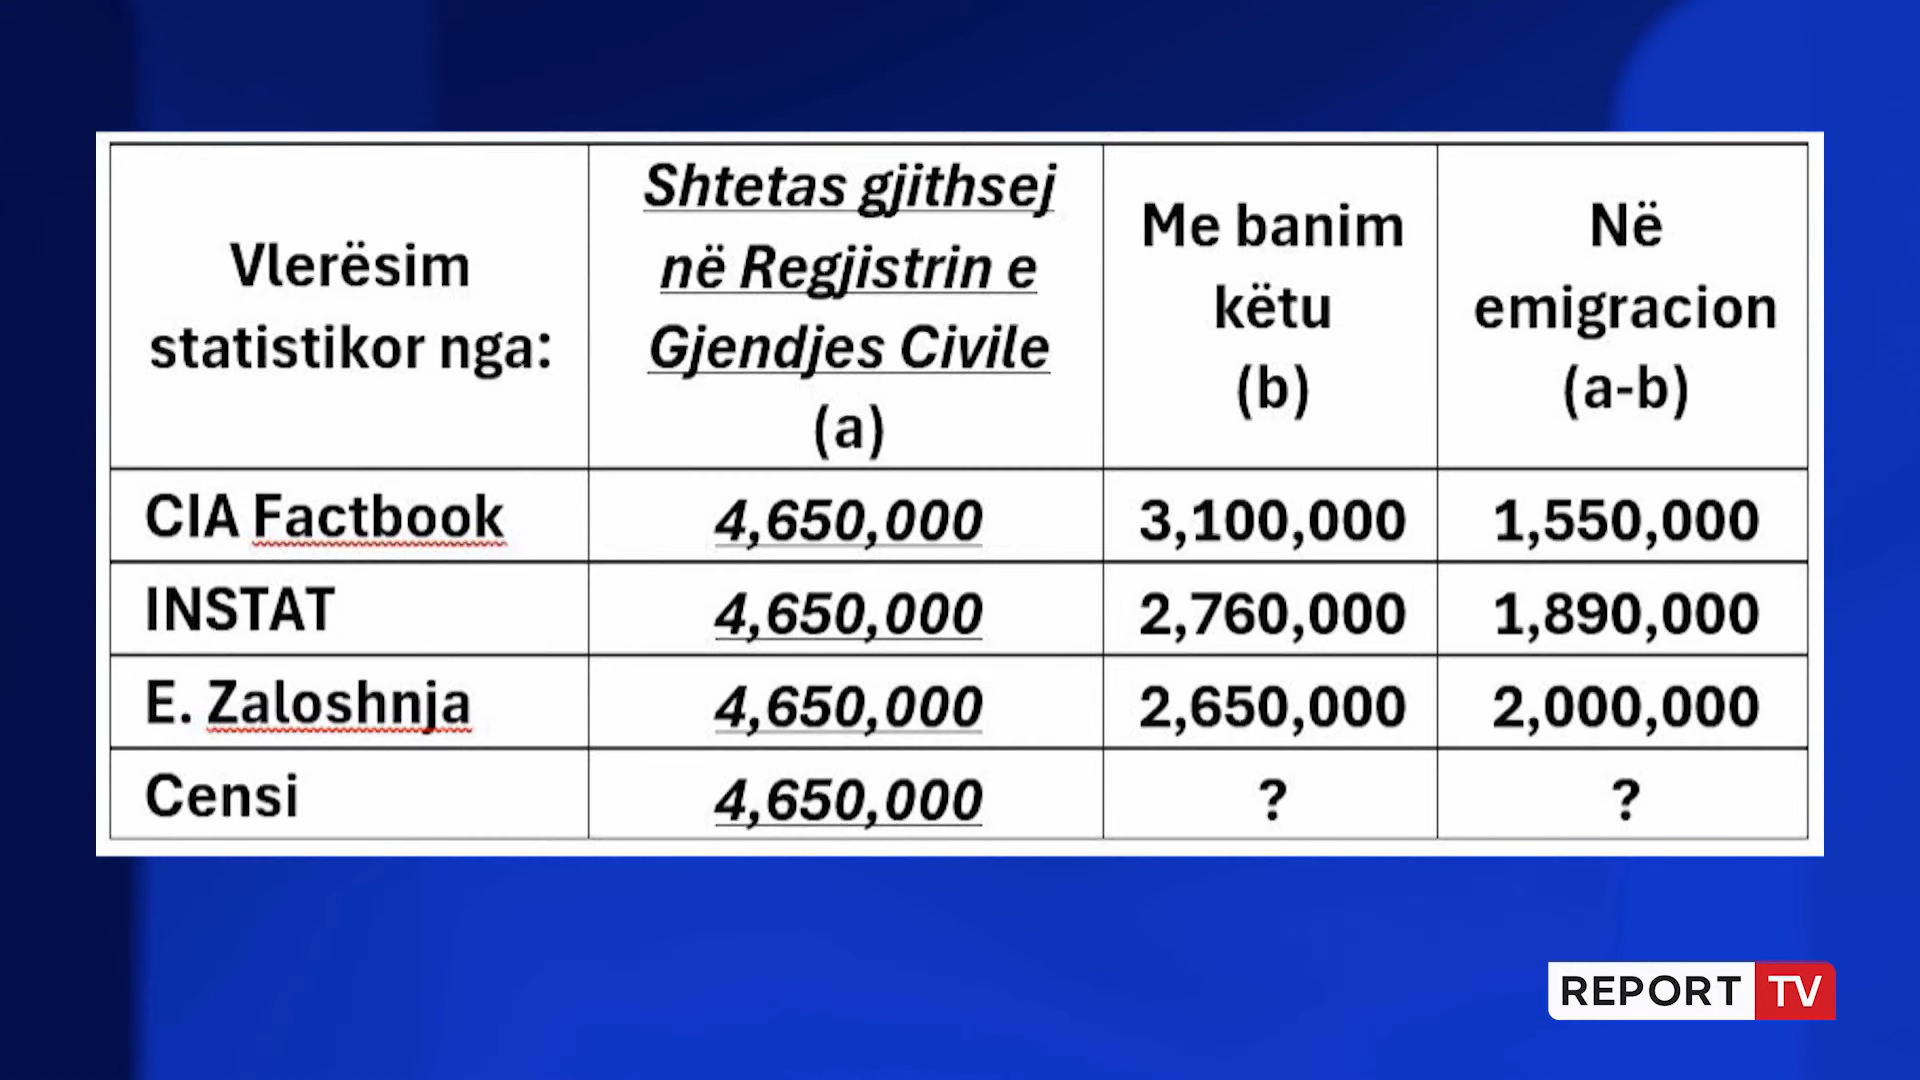 Vlerësim
statistikor nga:
Shtetas gjithsej
në Regjistrin e
Gjendjes Civile
(a)
Me banim
këtu
(b)
Në
emigracion
(a-b)
CIA Factbook 4,650,000 3,100,000 1,550,000
INSTAT 4,650,000 2,760,000 1,890,000
E. Zaloshnja 4,650,000 2,650,000 2,000,000
Censi 4,650,000 ? ?
REPORT TV